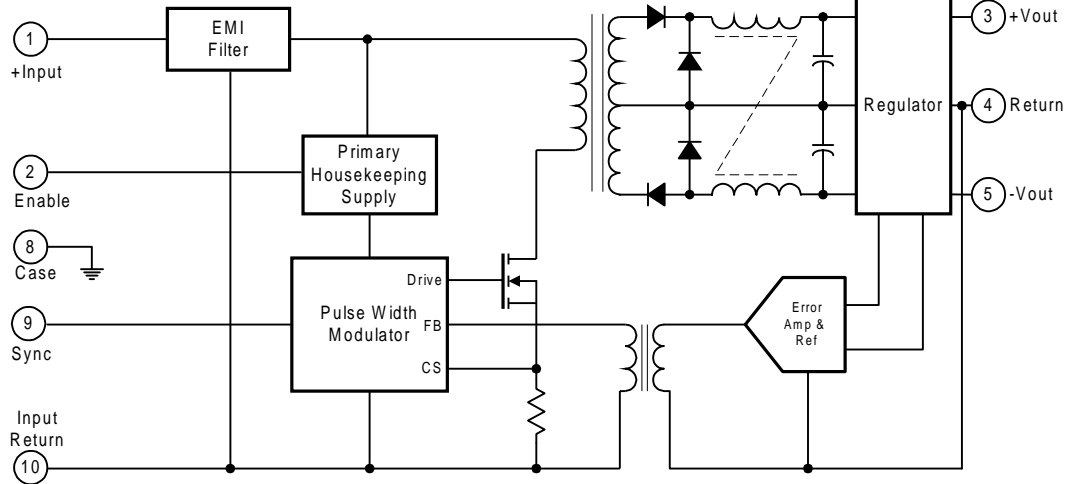 1
+Input
EMI
Filter
3
+Vout
Regulator
4
Return
5
-Vout
2
Enable
Primary
Housekeeping
Supply
8
Case
9
Sync
Pulse Width
Modulator
Drive
FB
CS
Error
Amp &
Ref
Input
Return
10